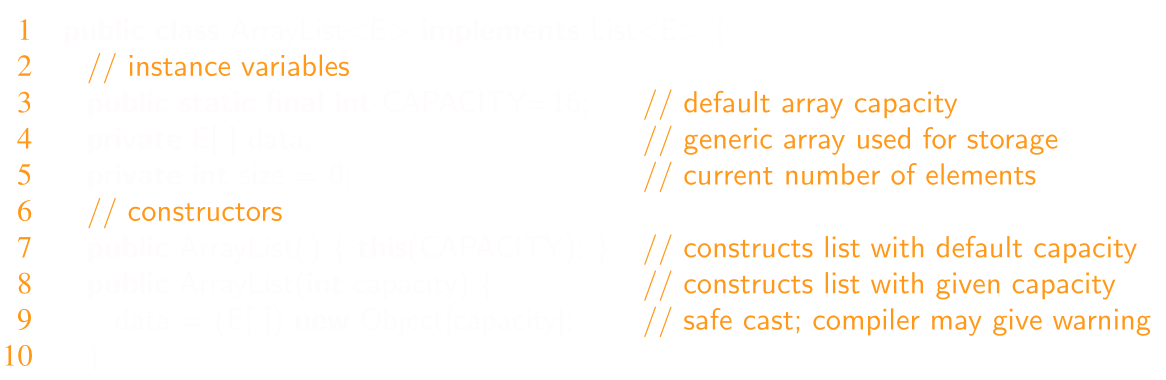 1 public class ArrayList<E> implements List<E> {
2 // instance variables
3 public static final int CAPACITY=16; // default array capacity
4 private E[ ] data; // generic array used for storage
5 private int size = 0; // current number of elements
6 // constructors
7 public ArrayList( ) { this(CAPACITY); } // constructs list with default capacity
8 public ArrayList(int capacity) { // constructs list with given capacity
9 data = (E[ ]) new Object[capacity]; // safe cast; compiler may give warning
10 }